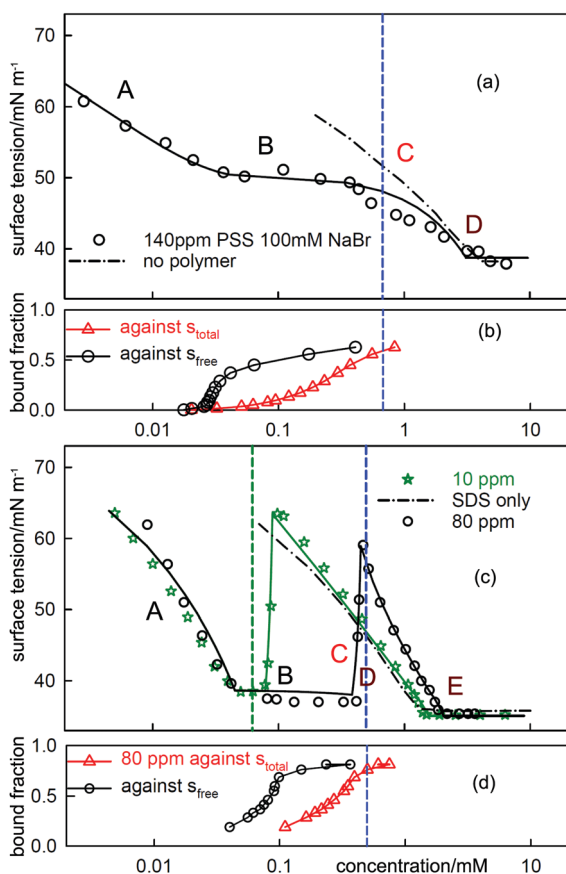 surface tension/mN m⁻¹
70
60
50
40
A
B
C
D
(a)
140ppm PSS 100mM NaBr
no polymer
bound fraction
1.0
0.5
0.0
against s_total
against s_free
(b)
0.01
0.1
1
10
surface tension/mN m⁻¹
70
60
50
40
10 ppm
SDS only
80 ppm
(c)
A
B
C
D
E
bound fraction
1.0
0.5
0.0
80 ppm against s_total
against s_free
(d)
0.01
0.1
concentration/mM
10